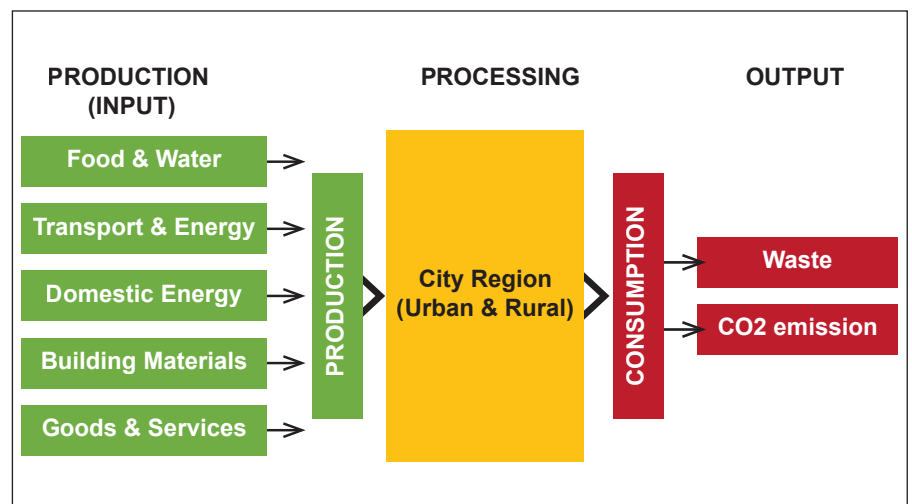 PRODUCTION
(INPUT)
PROCESSING
OUTPUT
Food & Water
Transport & Energy
Domestic Energy
Building Materials
Goods & Services
PRODUCTION
City Region
(Urban & Rural)
CONSUMPTION
Waste
CO2 emission